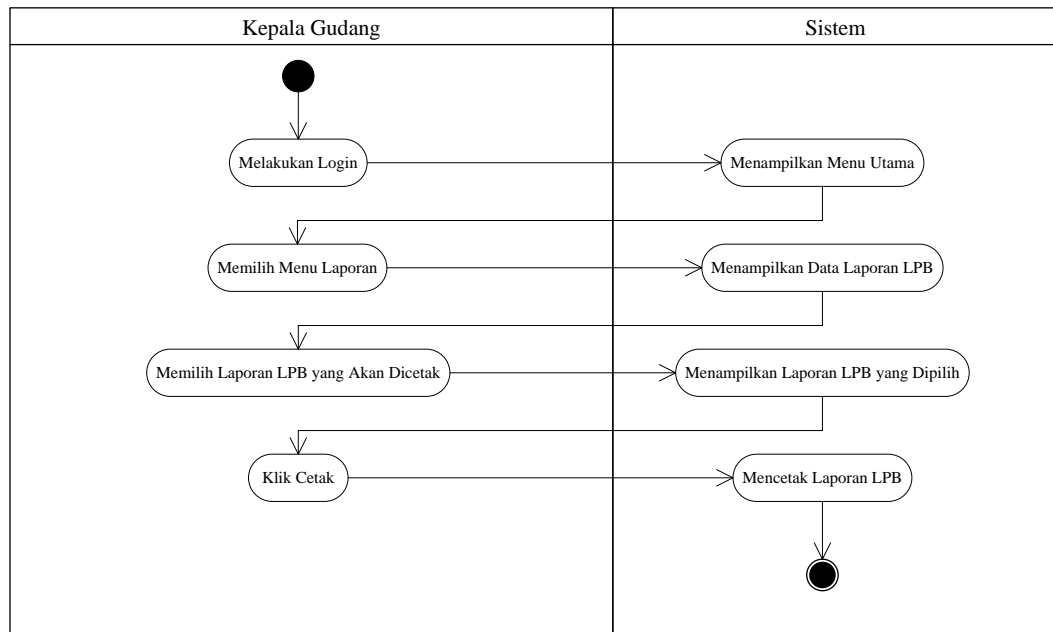 Kepala Gudang
Sistem
Melakukan Login
Menampilkan Menu Utama
Memilih Menu Laporan
Menampilkan Data Laporan LPB
Memilih Laporan LPB yang Akan Dicetak
Menampilkan Laporan LPB yang Dipilih
Klik Cetak
Mencetak Laporan LPB